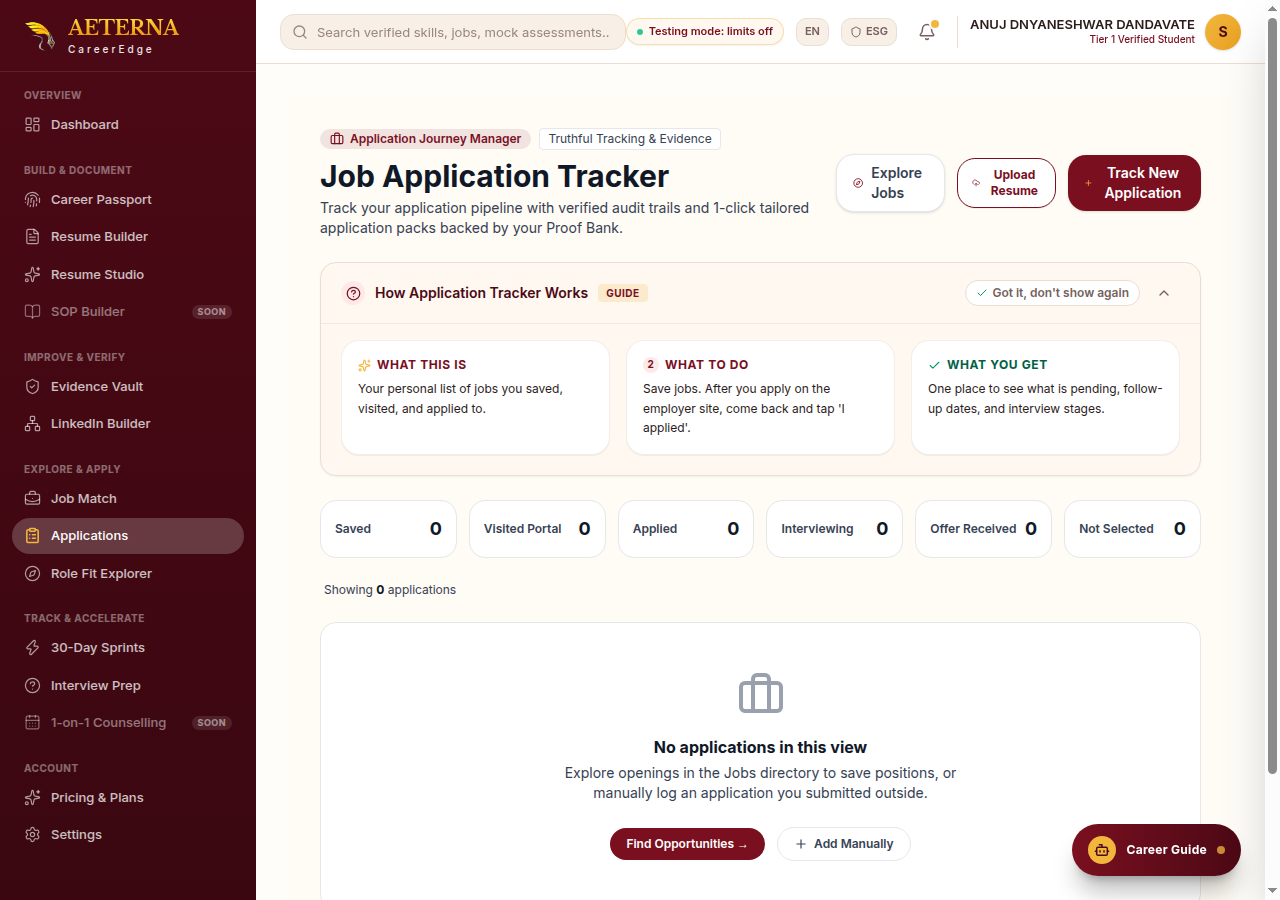 AETERNA
CareerEdge
OVERVIEW
Dashboard
BUILD & DOCUMENT
Career Passport
Resume Builder
Resume Studio
SOP Builder SOON
IMPROVE & VERIFY
Evidence Vault
LinkedIn Builder
EXPLORE & APPLY
Job Match
Applications
Role Fit Explorer
TRACK & ACCELERATE
30-Day Sprints
Interview Prep
1-on-1 Counselling SOON
ACCOUNT
Pricing & Plans
Settings
Search verified skills, jobs, mock assessments..
Testing mode: limits off
EN
ESG
ANUJ DNYANESHWAR DANDAVATE
Tier 1 Verified Student
S
Application Journey Manager
Truthful Tracking & Evidence
Job Application Tracker
Track your application pipeline with verified audit trails and 1-click tailored
application packs backed by your Proof Bank.
Explore
Jobs
Upload
Resume
Track New
Application
How Application Tracker Works GUIDE
Got it, don't show again
WHAT THIS IS
Your personal list of jobs you saved,
visited, and applied to.
2 WHAT TO DO
Save jobs. After you apply on the
employer site, come back and tap 'I
applied'.
WHAT YOU GET
One place to see what is pending, follow-
up dates, and interview stages.
Saved 0
Visited Portal 0
Applied 0
Interviewing 0
Offer Received 0
Not Selected 0
Showing 0 applications
No applications in this view
Explore openings in the Jobs directory to save positions, or
manually log an application you submitted outside.
Find Opportunities →
Add Manually
Career Guide